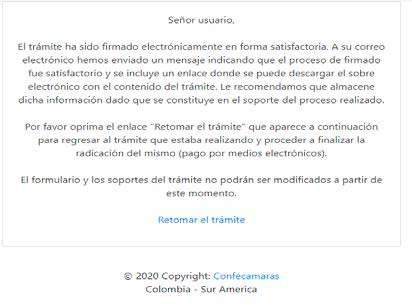 Señor usuario,
El trámite ha sido firmado electrónicamente en forma satisfactoria. A su correo
electrónico hemos enviado un mensaje indicando que el proceso de firmado
fue satisfactorio y se incluye un enlace donde se puede descargar el sobre
electrónico con el contenido del trámite. Le recomendamos que almacene
dicha información dado que se constituye en el soporte del proceso realizado.
Por favor oprima el enlace "Retomar el trámite" que aparece a continuación
para regresar al trámite que estaba realizando y proceder a finalizar la
radicación del mismo (pago por medios electrónicos).
El formulario y los soportes del trámite no podrán ser modificados a partir de
este momento.
Retomar el trámite
© 2020 Copyright: Confecamaras
Colombia - Sur America